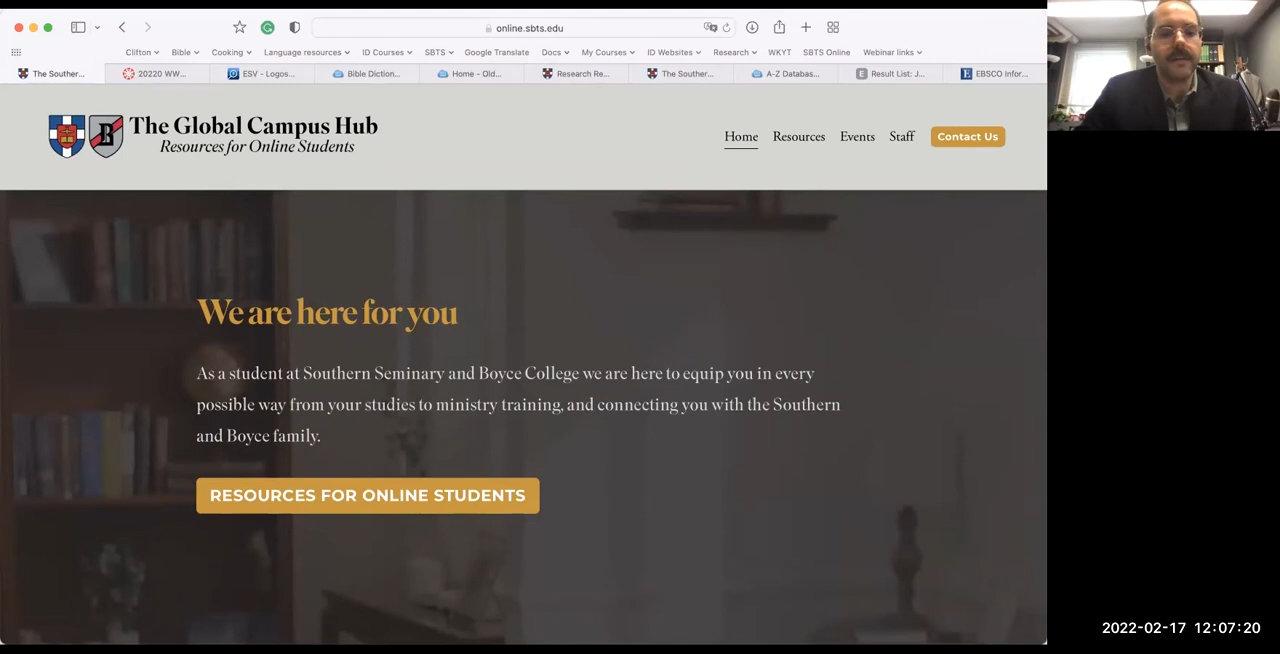 online.sbts.edu
Clifton Bible Cooking Language resources ID Courses SBTS Google Translate Docs My Courses ID Websites Research WKYT SBTS Online Webinar links
The Souther... 20220 WW... ESV - Logos... Bible Diction... Home - Old... Research Re... The Souther... A-Z Databas... Result List: J... EBSCO Infor...
The Global Campus Hub
Resources for Online Students
Home Resources Events Staff Contact Us
We are here for you
As a student at Southern Seminary and Boyce College we are here to equip you in every
possible way from your studies to ministry training, and connecting you with the Southern
and Boyce family.
RESOURCES FOR ONLINE STUDENTS
2022-02-17 12:07:20